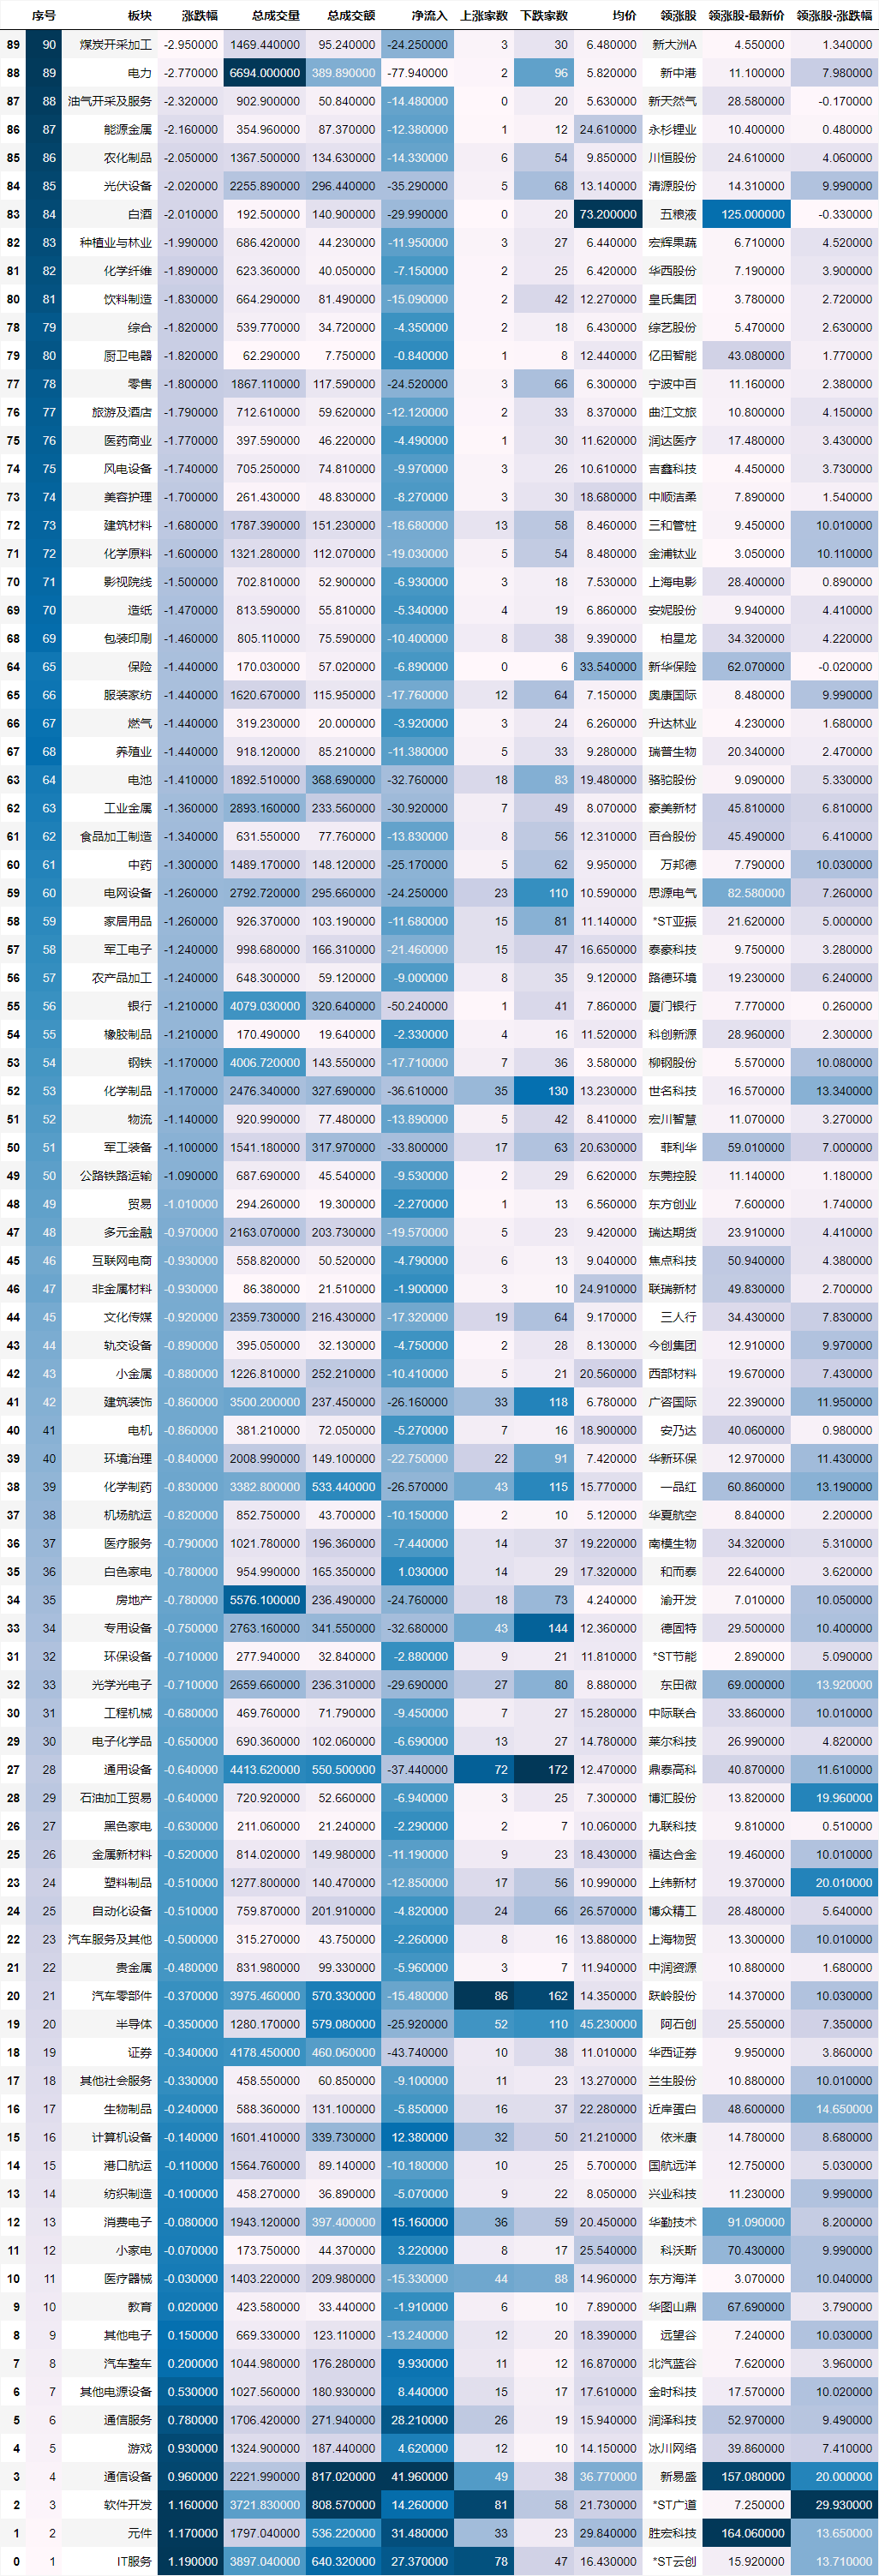 序号 板块 涨跌幅 总成交量 总成交额 净流入 上涨家数 下跌家数 均价 领涨股 领涨股-最新价 领涨股-涨跌幅
89 90 煤炭开采加工 -2.950000 1469.440000 95.240000 -24.250000 3 30 6.480000 新大洲A 4.550000 1.340000
88 89 电力 -2.770000 6694.000000 389.890000 -77.940000 2 96 5.820000 新中港 11.100000 7.980000
87 88 油气开采及服务 -2.320000 902.900000 50.840000 -14.480000 0 20 5.630000 新天然气 28.580000 -0.170000
86 87 能源金属 -2.160000 354.960000 87.370000 -12.380000 1 12 24.610000 永杉锂业 10.400000 0.480000
85 86 农化制品 -2.050000 1367.500000 134.630000 -14.330000 6 54 9.850000 川恒股份 24.610000 4.060000
84 85 光伏设备 -2.020000 2255.890000 296.440000 -35.290000 5 68 13.140000 清源股份 14.310000 9.990000
83 84 白酒 -2.010000 192.500000 140.900000 -29.990000 0 20 73.200000 五粮液 125.000000 -0.330000
82 83 种植业与林业 -1.990000 686.420000 44.230000 -11.950000 3 27 6.440000 宏辉果蔬 6.710000 4.520000
81 82 化学纤维 -1.890000 623.360000 40.050000 -7.150000 2 25 6.420000 华西股份 7.190000 3.900000
80 81 饮料制造 -1.830000 664.290000 81.490000 -15.090000 2 42 12.270000 皇氏集团 3.780000 2.720000
78 79 综合 -1.820000 539.770000 34.720000 -4.350000 2 18 6.430000 综艺股份 5.470000 2.630000
79 80 厨卫电器 -1.820000 62.290000 7.750000 -0.840000 1 8 12.440000 亿田智能 43.080000 1.770000
77 78 零售 -1.800000 1867.110000 117.590000 -24.520000 3 66 6.300000 宁波中百 11.160000 2.380000
76 77 旅游及酒店 -1.790000 712.610000 59.620000 -12.120000 2 33 8.370000 曲江文旅 10.800000 4.150000
75 76 医药商业 -1.770000 397.590000 46.220000 -4.490000 1 30 11.620000 润达医疗 17.480000 3.430000
74 75 风电设备 -1.740000 705.250000 74.810000 -9.970000 3 26 10.610000 吉鑫科技 4.450000 3.730000
73 74 美容护理 -1.700000 261.430000 48.830000 -8.270000 3 30 18.680000 中顺洁柔 7.890000 1.540000
72 73 建筑材料 -1.680000 1787.390000 151.230000 -18.680000 13 58 8.460000 三和管桩 9.450000 10.010000
71 72 化学原料 -1.600000 1321.280000 112.070000 -19.030000 5 54 8.480000 金浦钛业 3.050000 10.110000
70 71 影视院线 -1.500000 702.810000 52.900000 -6.930000 3 18 7.530000 上海电影 28.400000 0.890000
69 70 造纸 -1.470000 813.590000 55.810000 -5.340000 4 19 6.860000 安妮股份 9.940000 4.410000
68 69 包装印刷 -1.460000 805.110000 75.590000 -10.400000 8 38 9.390000 柏星龙 34.320000 4.220000
64 65 保险 -1.440000 170.030000 57.020000 -6.890000 0 6 33.540000 新华保险 62.070000 -0.020000
65 66 服装家纺 -1.440000 1620.670000 115.950000 -17.760000 12 64 7.150000 奥康国际 8.480000 9.990000
66 67 燃气 -1.440000 319.230000 20.000000 -3.920000 3 24 6.260000 升达林业 4.230000 1.680000
67 68 养殖业 -1.440000 918.120000 85.210000 -11.380000 5 33 9.280000 瑞普生物 20.340000 2.470000
63 64 电池 -1.410000 1892.510000 368.690000 -32.760000 18 83 19.480000 骆驼股份 9.090000 5.330000
62 63 工业金属 -1.360000 2893.160000 233.560000 -30.920000 7 49 8.070000 豪美新材 45.810000 6.810000
61 62 食品加工制造 -1.340000 631.550000 77.760000 -13.830000 8 56 12.310000 百合股份 45.490000 6.410000
60 61 中药 -1.300000 1489.170000 148.120000 -25.170000 5 62 9.950000 万邦德 7.790000 10.030000
59 60 电网设备 -1.260000 2792.720000 295.660000 -24.250000 23 110 10.590000 思源电气 82.580000 7.260000
58 59 家居用品 -1.260000 926.370000 103.190000 -11.680000 15 81 11.140000 *ST亚振 21.620000 5.000000
57 58 军工电子 -1.240000 998.680000 166.310000 -21.460000 15 47 16.650000 泰豪科技 9.750000 3.280000
56 57 农产品加工 -1.240000 648.300000 59.120000 -9.000000 8 35 9.120000 路德环境 19.230000 6.240000
55 56 银行 -1.210000 4079.030000 320.640000 -50.240000 1 41 7.860000 厦门银行 7.770000 0.260000
54 55 橡胶制品 -1.210000 170.490000 19.640000 -2.330000 4 16 11.520000 科创新源 28.960000 2.300000
53 54 钢铁 -1.170000 4006.720000 143.550000 -17.710000 7 36 3.580000 柳钢股份 5.570000 10.080000
52 53 化学制品 -1.170000 2476.340000 327.690000 -36.610000 35 130 13.230000 世名科技 16.570000 13.340000
51 52 物流 -1.140000 920.990000 77.480000 -13.890000 5 42 8.410000 宏川智慧 11.070000 3.270000
50 51 军工装备 -1.100000 1541.180000 317.970000 -33.800000 17 63 20.630000 菲利华 59.010000 7.000000
49 50 公路铁路运输 -1.090000 687.690000 45.540000 -9.530000 2 29 6.620000 东莞控股 11.140000 1.180000
48 49 贸易 -1.010000 294.260000 19.300000 -2.270000 1 13 6.560000 东方创业 7.600000 1.740000
47 48 多元金融 -0.970000 2163.070000 203.730000 -19.570000 5 23 9.420000 瑞达期货 23.910000 4.410000
45 46 互联网电商 -0.930000 558.820000 50.520000 -4.790000 6 13 9.040000 焦点科技 50.940000 4.380000
46 47 非金属材料 -0.930000 86.380000 21.510000 -1.900000 3 10 24.910000 联瑞新材 49.830000 2.700000
44 45 文化传媒 -0.920000 2359.730000 216.430000 -17.320000 19 64 9.170000 三人行 34.430000 7.830000
43 44 轨交设备 -0.890000 395.050000 32.130000 -4.750000 2 28 8.130000 今创集团 12.910000 9.970000
42 43 小金属 -0.880000 1226.810000 252.210000 -10.410000 5 21 20.560000 西部材料 19.670000 7.430000
41 42 建筑装饰 -0.860000 3500.200000 237.450000 -26.160000 33 118 6.780000 广咨国际 22.390000 11.950000
40 41 电机 -0.860000 381.210000 72.050000 -5.270000 7 16 18.900000 安乃达 40.060000 0.980000
39 40 环境治理 -0.840000 2008.990000 149.100000 -22.750000 22 91 7.420000 华新环保 12.970000 11.430000
38 39 化学制药 -0.830000 3382.800000 533.440000 -26.570000 43 115 15.770000 一品红 60.860000 13.190000
37 38 机场航运 -0.820000 852.750000 43.700000 -10.150000 2 10 5.120000 华夏航空 8.840000 2.200000
36 37 医疗服务 -0.790000 1021.780000 196.360000 -7.440000 14 37 19.220000 南模生物 34.320000 5.310000
35 36 白色家电 -0.780000 954.990000 165.350000 1.030000 14 29 17.320000 和而泰 22.640000 3.620000
34 35 房地产 -0.780000 5576.100000 236.490000 -24.760000 18 73 4.240000 渝开发 7.010000 10.050000
33 34 专用设备 -0.750000 2763.160000 341.550000 -32.680000 43 144 12.360000 德固特 29.500000 10.400000
31 32 环保设备 -0.710000 277.940000 32.840000 -2.880000 9 21 11.810000 *ST节能 2.890000 5.090000
32 33 光学光电子 -0.710000 2659.660000 236.310000 -29.690000 27 80 8.880000 东田微 69.000000 13.920000
30 31 工程机械 -0.680000 469.760000 71.790000 -9.450000 7 27 15.280000 中际联合 33.860000 10.010000
29 30 电子化学品 -0.650000 690.360000 102.060000 -6.690000 13 27 14.780000 莱尔科技 26.990000 4.820000
27 28 通用设备 -0.640000 4413.620000 550.500000 -37.440000 72 172 12.470000 鼎泰高科 40.870000 11.610000
28 29 石油加工贸易 -0.640000 720.920000 52.660000 -6.940000 3 25 7.300000 博汇股份 13.820000 19.960000
26 27 黑色家电 -0.630000 211.060000 21.240000 -2.290000 2 7 10.060000 九联科技 9.810000 0.510000
25 26 金属新材料 -0.520000 814.020000 149.980000 -11.190000 9 23 18.430000 福达合金 19.460000 10.010000
23 24 塑料制品 -0.510000 1277.800000 140.470000 -12.850000 17 56 10.990000 上纬新材 19.370000 20.010000
24 25 自动化设备 -0.510000 759.870000 201.910000 -4.820000 24 66 26.570000 博众精工 28.480000 5.640000
22 23 汽车服务及其他 -0.500000 315.270000 43.750000 -2.260000 8 16 13.880000 上海物贸 13.300000 10.010000
21 22 贵金属 -0.480000 831.980000 99.330000 -5.960000 3 7 11.940000 中润资源 10.880000 1.680000
20 21 汽车零部件 -0.370000 3975.460000 570.330000 -15.480000 86 162 14.350000 跃岭股份 14.370000 10.030000
19 20 半导体 -0.350000 1280.170000 579.080000 -25.920000 52 110 45.230000 阿石创 25.550000 7.350000
18 19 证券 -0.340000 4178.450000 460.060000 -43.740000 10 38 11.010000 华西证券 9.950000 3.860000
17 18 其他社会服务 -0.330000 458.550000 60.850000 -9.100000 11 23 13.270000 兰生股份 10.880000 10.010000
16 17 生物制品 -0.240000 588.360000 131.100000 -5.850000 16 37 22.280000 近岸蛋白 48.600000 14.650000
15 16 计算机设备 -0.140000 1601.410000 339.730000 12.380000 32 50 21.210000 依米康 14.780000 8.680000
14 15 港口航运 -0.110000 1564.760000 89.140000 -10.180000 10 25 5.700000 国航远洋 12.750000 5.030000
13 14 纺织制造 -0.100000 458.270000 36.890000 -5.070000 9 22 8.050000 兴业科技 11.230000 9.990000
12 13 消费电子 -0.080000 1943.120000 397.400000 15.160000 36 59 20.450000 华勤技术 91.090000 8.200000
11 12 小家电 -0.070000 173.750000 44.370000 3.220000 8 17 25.540000 科沃斯 70.430000 9.990000
10 11 医疗器械 -0.030000 1403.220000 209.980000 -15.330000 44 88 14.960000 东方海洋 3.070000 10.040000
9 10 教育 0.020000 423.580000 33.440000 -1.910000 6 10 7.890000 华图山鼎 67.690000 3.790000
8 9 其他电子 0.150000 669.330000 123.110000 -13.240000 12 20 18.390000 远望谷 7.240000 10.030000
7 8 汽车整车 0.200000 1044.980000 176.280000 9.930000 11 12 16.870000 北汽蓝谷 7.620000 3.960000
6 7 其他电源设备 0.530000 1027.560000 180.930000 8.440000 15 17 17.610000 金时科技 17.570000 10.020000
5 6 通信服务 0.780000 1706.420000 271.940000 28.210000 26 19 15.940000 润泽科技 52.970000 9.490000
4 5 游戏 0.930000 1324.900000 187.440000 4.620000 12 10 14.150000 冰川网络 39.860000 7.410000
3 4 通信设备 0.960000 2221.990000 817.020000 41.960000 49 38 36.770000 新易盛 157.080000 20.000000
2 3 软件开发 1.160000 3721.830000 808.570000 14.260000 81 58 21.730000 *ST广道 7.250000 29.930000
1 2 元件 1.170000 1797.040000 536.220000 31.480000 33 23 29.840000 胜宏科技 164.060000 13.650000
0 1 IT服务 1.190000 3897.040000 640.320000 27.370000 78 47 16.430000 *ST云创 15.920000 13.710000